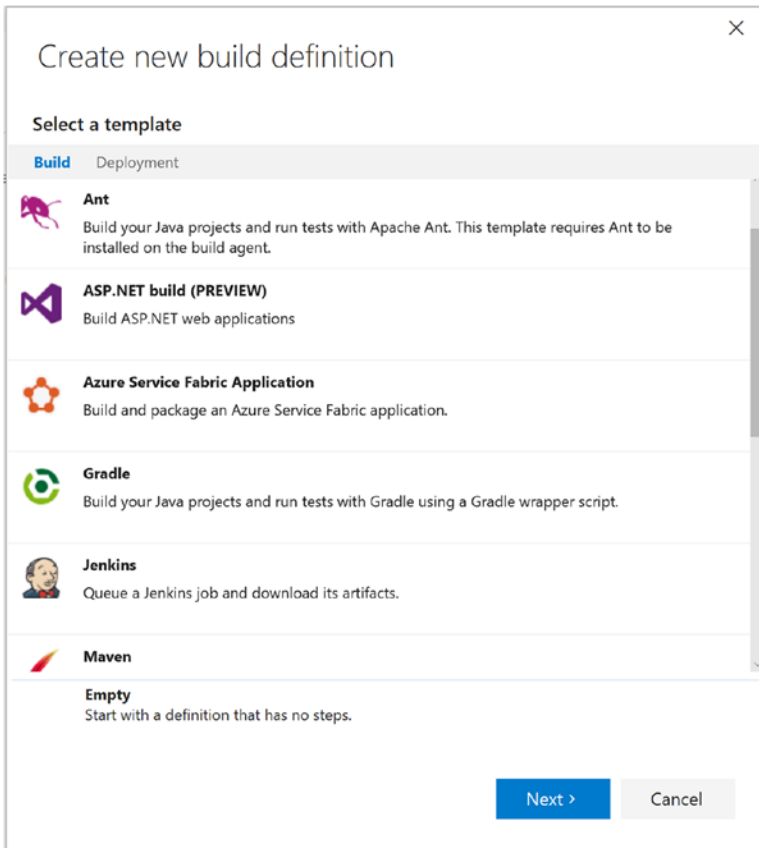 Create new build definition
Select a template
Build Deployment
Ant
Build your Java projects and run tests with Apache Ant. This template requires Ant to be
installed on the build agent.
ASP.NET build (PREVIEW)
Build ASP.NET web applications
Azure Service Fabric Application
Build and package an Azure Service Fabric application.
Gradle
Build your Java projects and run tests with Gradle using a Gradle wrapper script.
Jenkins
Queue a Jenkins job and download its artifacts.
Maven
Empty
Start with a definition that has no steps.
Next > Cancel